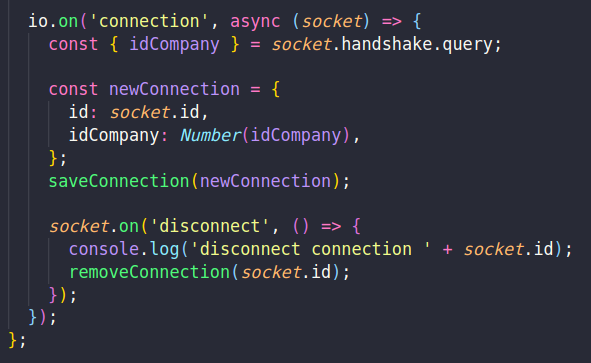 io.on('connection', async (socket) => {
const { idCompany } = socket.handshake.query;
const newConnection = {
id: socket.id,
idCompany: Number(idCompany),
};
saveConnection(newConnection);
socket.on('disconnect', () => {
console.log('disconnect connection ' + socket.id);
removeConnection(socket.id);
});
});
};